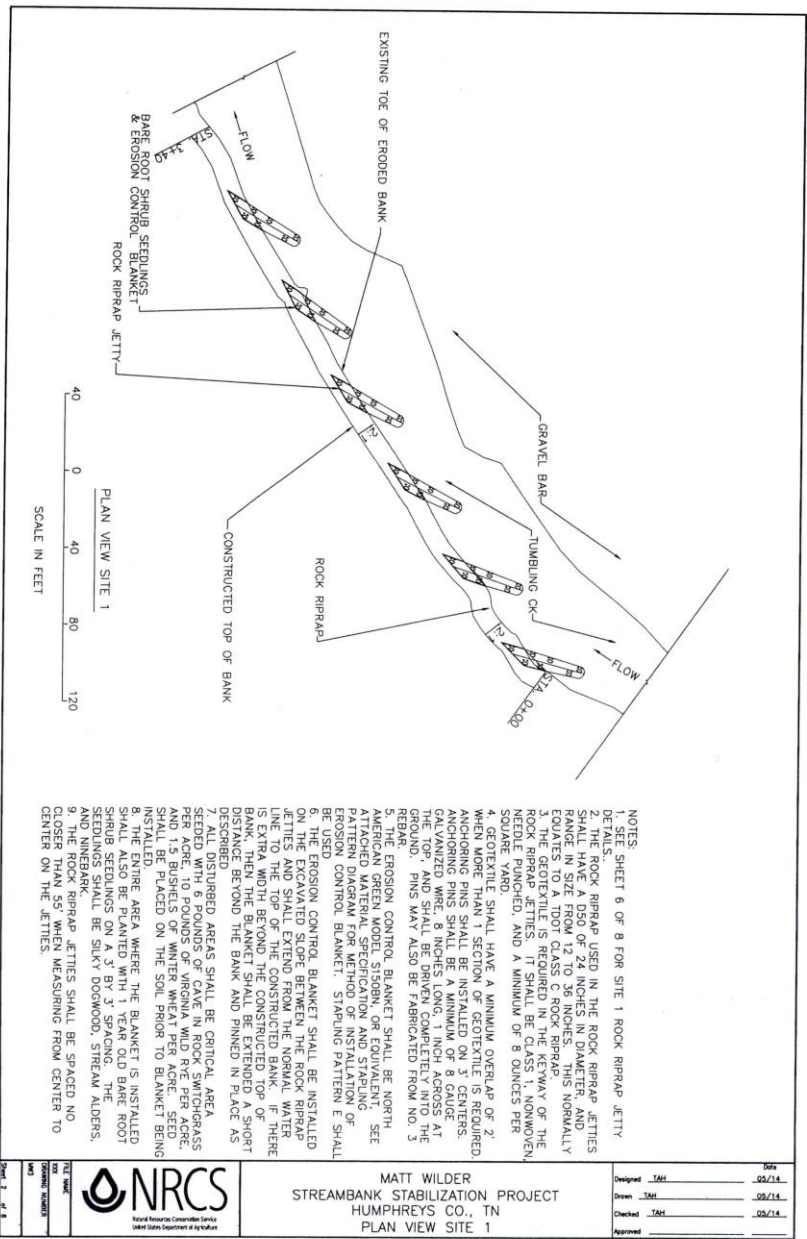 EXISTING TOE OF ERODED BANK
FLOW
STA. 3+40
BARE ROOT SHRUB SEEDLINGS
& EROSION CONTROL BLANKET
ROCK RIPRAP JETTY
GRAVEL BAR
TUMBLING CK
FLOW
STA. 0+00
2:1
2:1
ROCK RIPRAP
CONSTRUCTED TOP OF BANK
40 0 40 80 120
PLAN VIEW SITE 1
SCALE IN FEET
NOTES:
1. SEE SHEET 6 OF 8 FOR SITE 1 ROCK RIPRAP JETTY
DETAILS.
2. THE ROCK RIPRAP USED IN THE ROCK RIPRAP JETTIES
SHALL HAVE A D50 OF 24 INCHES IN DIAMETER, AND
RANGE IN SIZE FROM 12 TO 36 INCHES. THIS NORMALLY
EQUATES TO A TDOT CLASS C ROCK RIPRAP.
3. THE GEOTEXTILE IS REQUIRED IN THE KEYWAY OF THE
ROCK RIPRAP JETTIES. IT SHALL BE CLASS 1, NONWOVEN,
NEEDLE PUNCHED, AND A MINIMUM OF 8 OUNCES PER
SQUARE YARD.
4. GEOTEXTILE SHALL HAVE A MINIMUM OVERLAP OF 2'
WHEN MORE THAN 1 SECTION OF GEOTEXTILE IS REQUIRED.
ANCHORING PINS SHALL BE INSTALLED ON 3' CENTERS.
ANCHORING PINS SHALL BE A MINIMUM OF 8 GAUGE
GALVANIZED WIRE, 8 INCHES LONG, 1 INCH ACROSS AT
THE TOP, AND SHALL BE DRIVEN COMPLETELY INTO THE
GROUND. PINS MAY ALSO BE FABRICATED FROM NO. 3
REBAR.
5. THE EROSION CONTROL BLANKET SHALL BE NORTH
AMERICAN GREEN MODEL S150BN, OR EQUIVALENT, SEE
ATTACHED MATERIAL SPECIFICATION AND STAPLING
PATTERN DIAGRAM FOR METHOD OF INSTALLATION OF
EROSION CONTROL BLANKET. STAPLING PATTERN E SHALL
BE USED
6. THE EROSION CONTROL BLANKET SHALL BE INSTALLED
ON THE EXCAVATED SLOPE BETWEEN THE ROCK RIPRAP
JETTIES AND SHALL EXTEND FROM THE NORMAL WATER
LINE TO THE TOP OF THE CONSTRUCTED BANK. IF THERE
IS EXTRA WIDTH BEYOND THE CONSTRUCTED TOP OF
BANK, THEN THE BLANKET SHALL BE EXTENDED A SHORT
DISTANCE BEYOND THE BANK AND PINNED IN PLACE AS
DESCRIBED
7. ALL DISTURBED AREAS SHALL BE CRITICAL AREA
SEEDED WITH 6 POUNDS OF CAVE IN ROCK SWITCHGRASS
PER ACRE, 10 POUNDS OF VIRGINIA WILD RYE PER ACRE,
AND 1.5 BUSHELS OF WINTER WHEAT PER ACRE. SEED
SHALL BE PLACED ON THE SOIL PRIOR TO BLANKET BEING
INSTALLED.
8. THE ENTIRE AREA WHERE THE BLANKET IS INSTALLED
SHALL ALSO BE PLANTED WITH 1 YEAR OLD BARE ROOT
SHRUB SEEDLINGS ON A 3' BY 3' SPACING. THE
SEEDLINGS SHALL BE SILKY DOGWOOD, STREAM ALDERS,
AND NINEBARK.
9. THE ROCK RIPRAP JETTIES SHALL BE SPACED NO
CLOSER THAN 55' WHEN MEASURING FROM CENTER TO
CENTER ON THE JETTIES.
Date
Designed TAH 05/14
Drawn TAH 05/14
Checked TAH 05/14
Approved
MATT WILDER
STREAMBANK STABILIZATION PROJECT
HUMPHREYS CO., TN
PLAN VIEW SITE 1
NRCS
Natural Resources Conservation Service
United States Department of Agriculture
FILE NAME
DRAWING NUMBER
Sheet 2 of 8